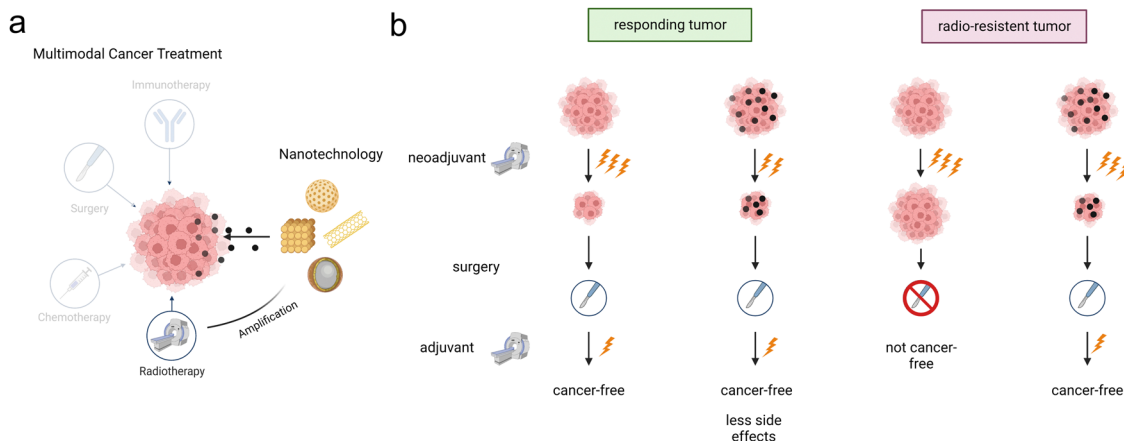 a
Multimodal Cancer Treatment
Immunotherapy
Nanotechnology
Surgery
Chemotherapy
Amplification
Radiotherapy
b
responding tumor
radio-resistent tumor
neoadjuvant
surgery
adjuvant
not cancer-
free
cancer-free
cancer-free
cancer-free
less side
effects